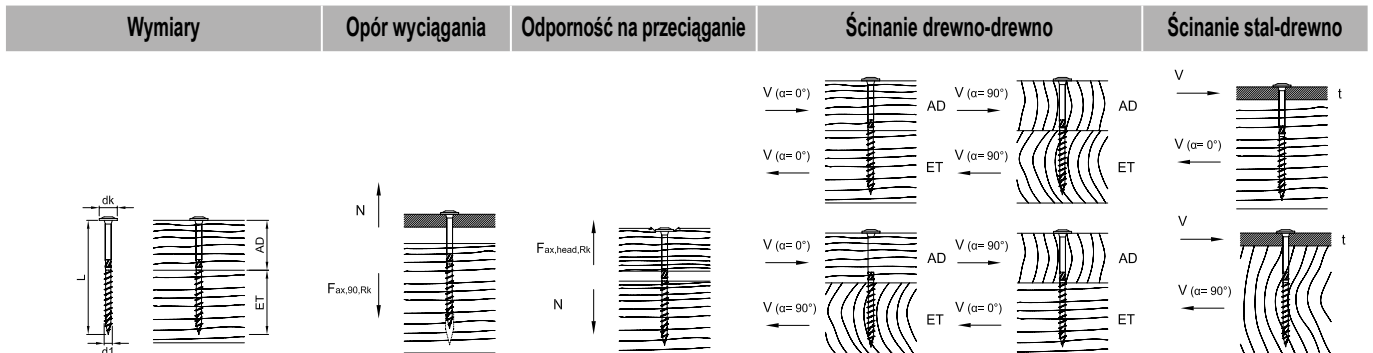 Wymiary
Opór wyciągania
Odporność na przeciąganie
Ścinanie drewno-drewno
Ścinanie stal-drewno
dk
L
d1
AD
ET
N
Fax,90,Rk
Fax,head,Rk
N
V (α= 0°)
AD
V (α= 0°)
ET
V (α= 90°)
AD
V (α= 90°)
ET
V (α= 0°)
AD
V (α= 90°)
ET
V (α= 90°)
AD
V (α= 0°)
ET
V
t
V (α= 0°)
V
t
V (α= 90°)